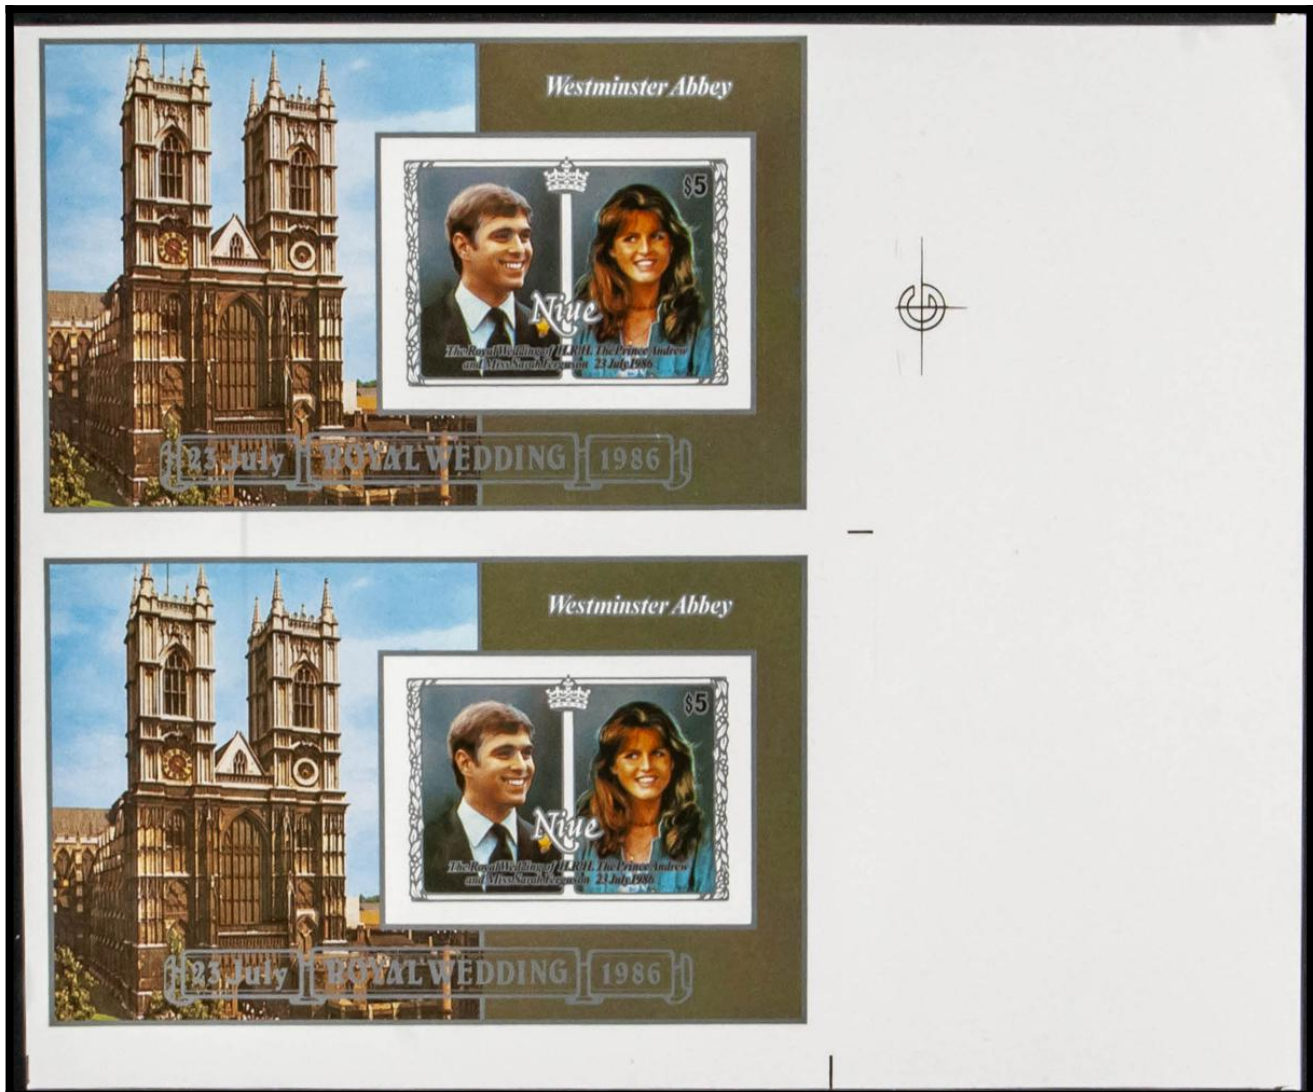 Westminster Abbey
$5
Niue
The Royal Wedding of H.R.H. The Prince Andrew
and Miss Sarah Ferguson 23 July 1986
23 July ROYAL WEDDING 1986
Westminster Abbey
$5
Niue
The Royal Wedding of H.R.H. The Prince Andrew
and Miss Sarah Ferguson 23 July 1986
23 July ROYAL WEDDING 1986